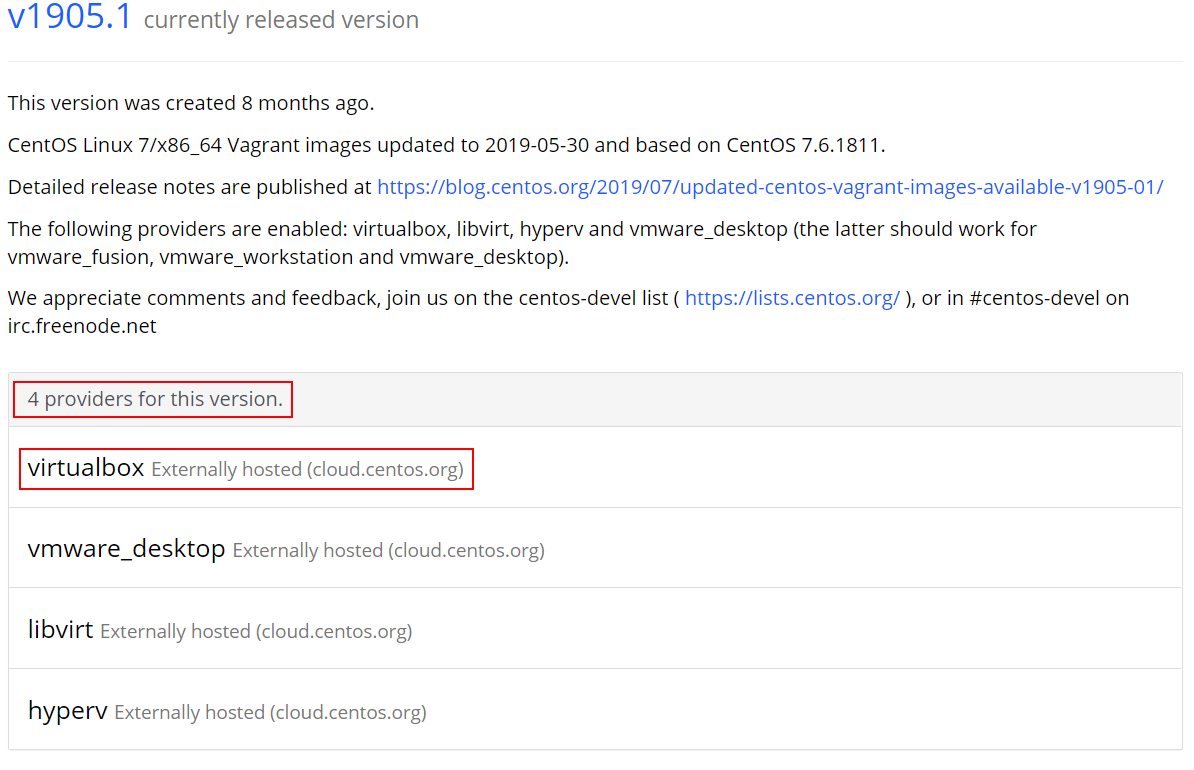 v1905.1 currently released version
This version was created 8 months ago.
CentOS Linux 7/x86_64 Vagrant images updated to 2019-05-30 and based on CentOS 7.6.1811.
Detailed release notes are published at https://blog.centos.org/2019/07/updated-centos-vagrant-images-available-v1905-01/
The following providers are enabled: virtualbox, libvirt, hyperv and vmware_desktop (the latter should work for
vmware_fusion, vmware_workstation and vmware_desktop).
We appreciate comments and feedback, join us on the centos-devel list ( https://lists.centos.org/ ), or in #centos-devel on
irc.freenode.net
4 providers for this version.
virtualbox Externally hosted (cloud.centos.org)
vmware_desktop Externally hosted (cloud.centos.org)
libvirt Externally hosted (cloud.centos.org)
hyperv Externally hosted (cloud.centos.org)